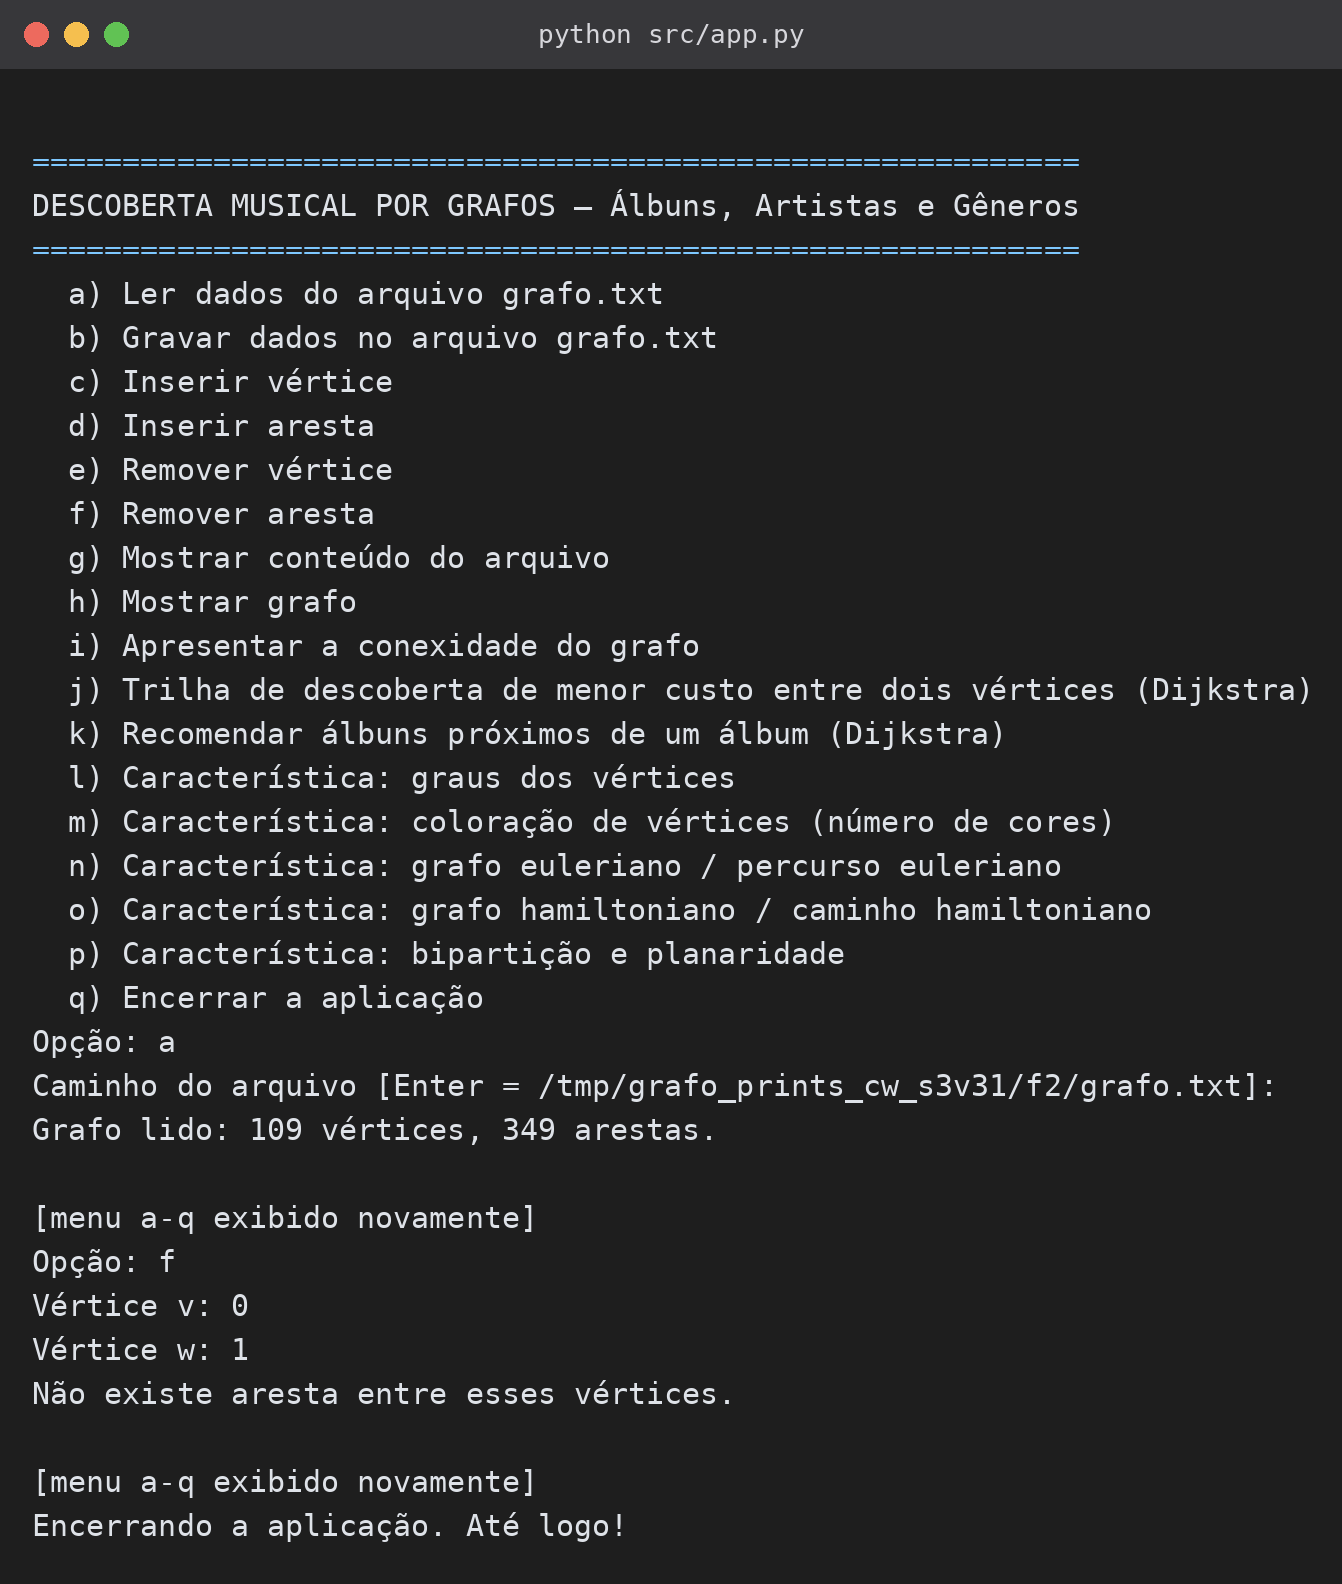 python src/app.py
==========================================================
DESCOBERTA MUSICAL POR GRAFOS — Álbuns, Artistas e Gêneros
==========================================================
  a) Ler dados do arquivo grafo.txt
  b) Gravar dados no arquivo grafo.txt
  c) Inserir vértice
  d) Inserir aresta
  e) Remover vértice
  f) Remover aresta
  g) Mostrar conteúdo do arquivo
  h) Mostrar grafo
  i) Apresentar a conexidade do grafo
  j) Trilha de descoberta de menor custo entre dois vértices (Dijkstra)
  k) Recomendar álbuns próximos de um álbum (Dijkstra)
  l) Característica: graus dos vértices
  m) Característica: coloração de vértices (número de cores)
  n) Característica: grafo euleriano / percurso euleriano
  o) Característica: grafo hamiltoniano / caminho hamiltoniano
  p) Característica: bipartição e planaridade
  q) Encerrar a aplicação
Opção: a
Caminho do arquivo [Enter = /tmp/grafo_prints_cw_s3v31/f2/grafo.txt]:
Grafo lido: 109 vértices, 349 arestas.
[menu a-q exibido novamente]
Opção: f
Vértice v: 0
Vértice w: 1
Não existe aresta entre esses vértices.
[menu a-q exibido novamente]
Encerrando a aplicação. Até logo!